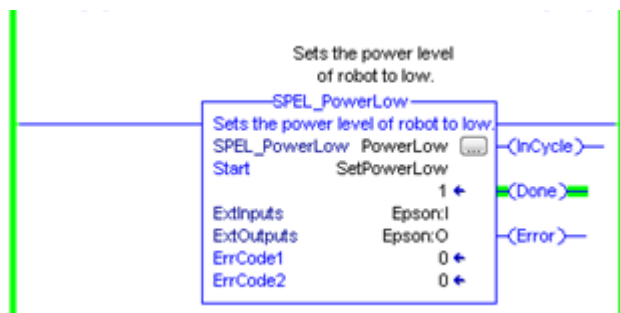 Sets the power level
of robot to low.
SPEL_PowerLow
Sets the power level of robot to low.
SPEL_PowerLow PowerLow ... (InCycle)
Start SetPowerLow
1 (Done)
ExtInputs Epson:I
ExtOutputs Epson:O (Error)
ErrCode1 0
ErrCode2 0